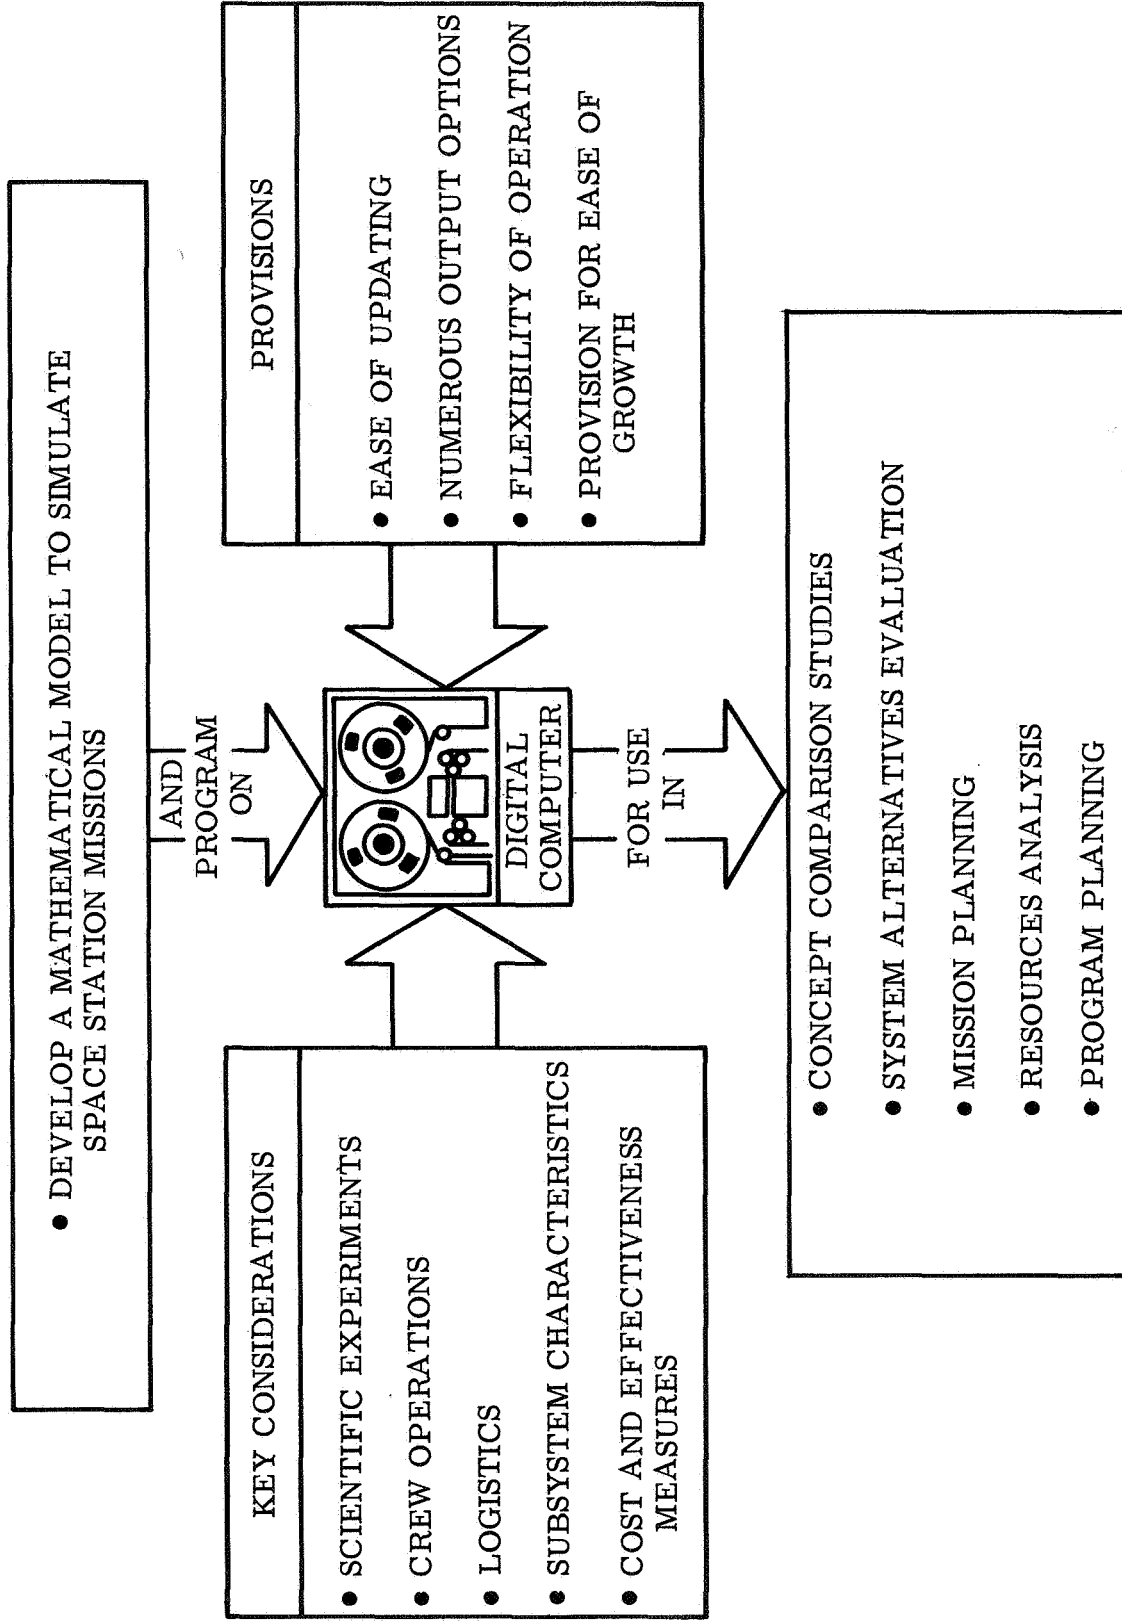 • DEVELOP A MATHEMATICAL MODEL TO SIMULATE
SPACE STATION MISSIONS
AND
PROGRAM
ON
KEY CONSIDERATIONS
• SCIENTIFIC EXPERIMENTS
• CREW OPERATIONS
• LOGISTICS
• SUBSYSTEM CHARACTERISTICS
• COST AND EFFECTIVENESS
MEASURES
DIGITAL
COMPUTER
PROVISIONS
• EASE OF UPDATING
• NUMEROUS OUTPUT OPTIONS
• FLEXIBILITY OF OPERATION
• PROVISION FOR EASE OF
GROWTH
FOR USE
IN
• CONCEPT COMPARISON STUDIES
• SYSTEM ALTERNATIVES EVALUATION
• MISSION PLANNING
• RESOURCES ANALYSIS
• PROGRAM PLANNING